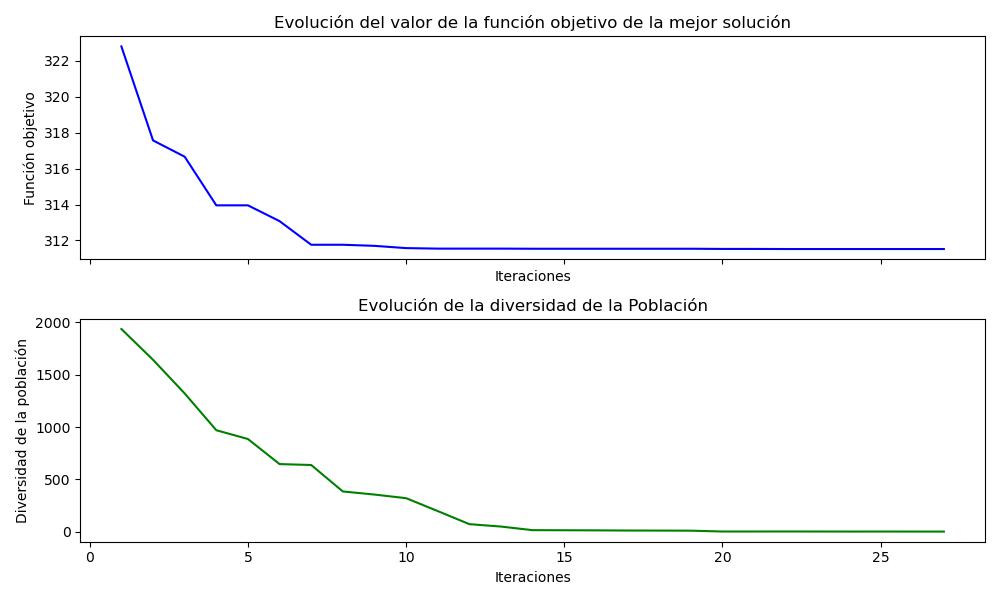 Evolución del valor de la función objetivo de la mejor solución
Función objetivo
322
320
318
316
314
312
Iteraciones
Evolución de la diversidad de la Población
Diversidad de la población
2000
1500
1000
500
0
0 5 10 15 20 25
Iteraciones